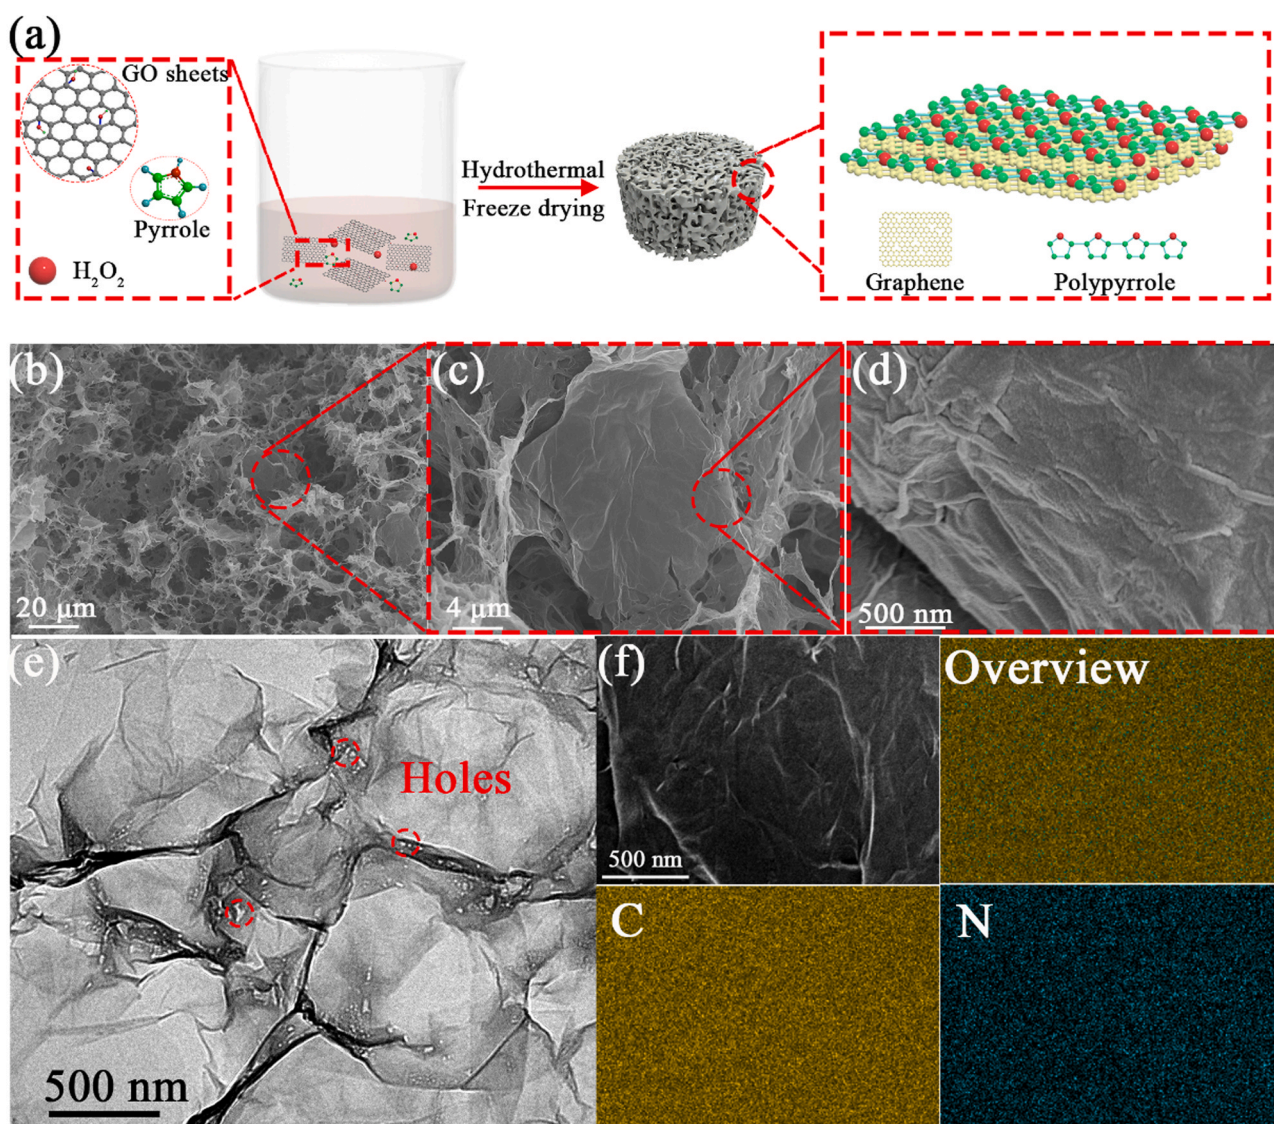 (a)
GO sheets
Pyrrole
H₂O₂
Hydrothermal
Freeze drying
Graphene
Polypyrrole
(b)
20 μm
(c)
4 μm
(d)
500 nm
(e)
Holes
500 nm
(f)
500 nm
Overview
C
N